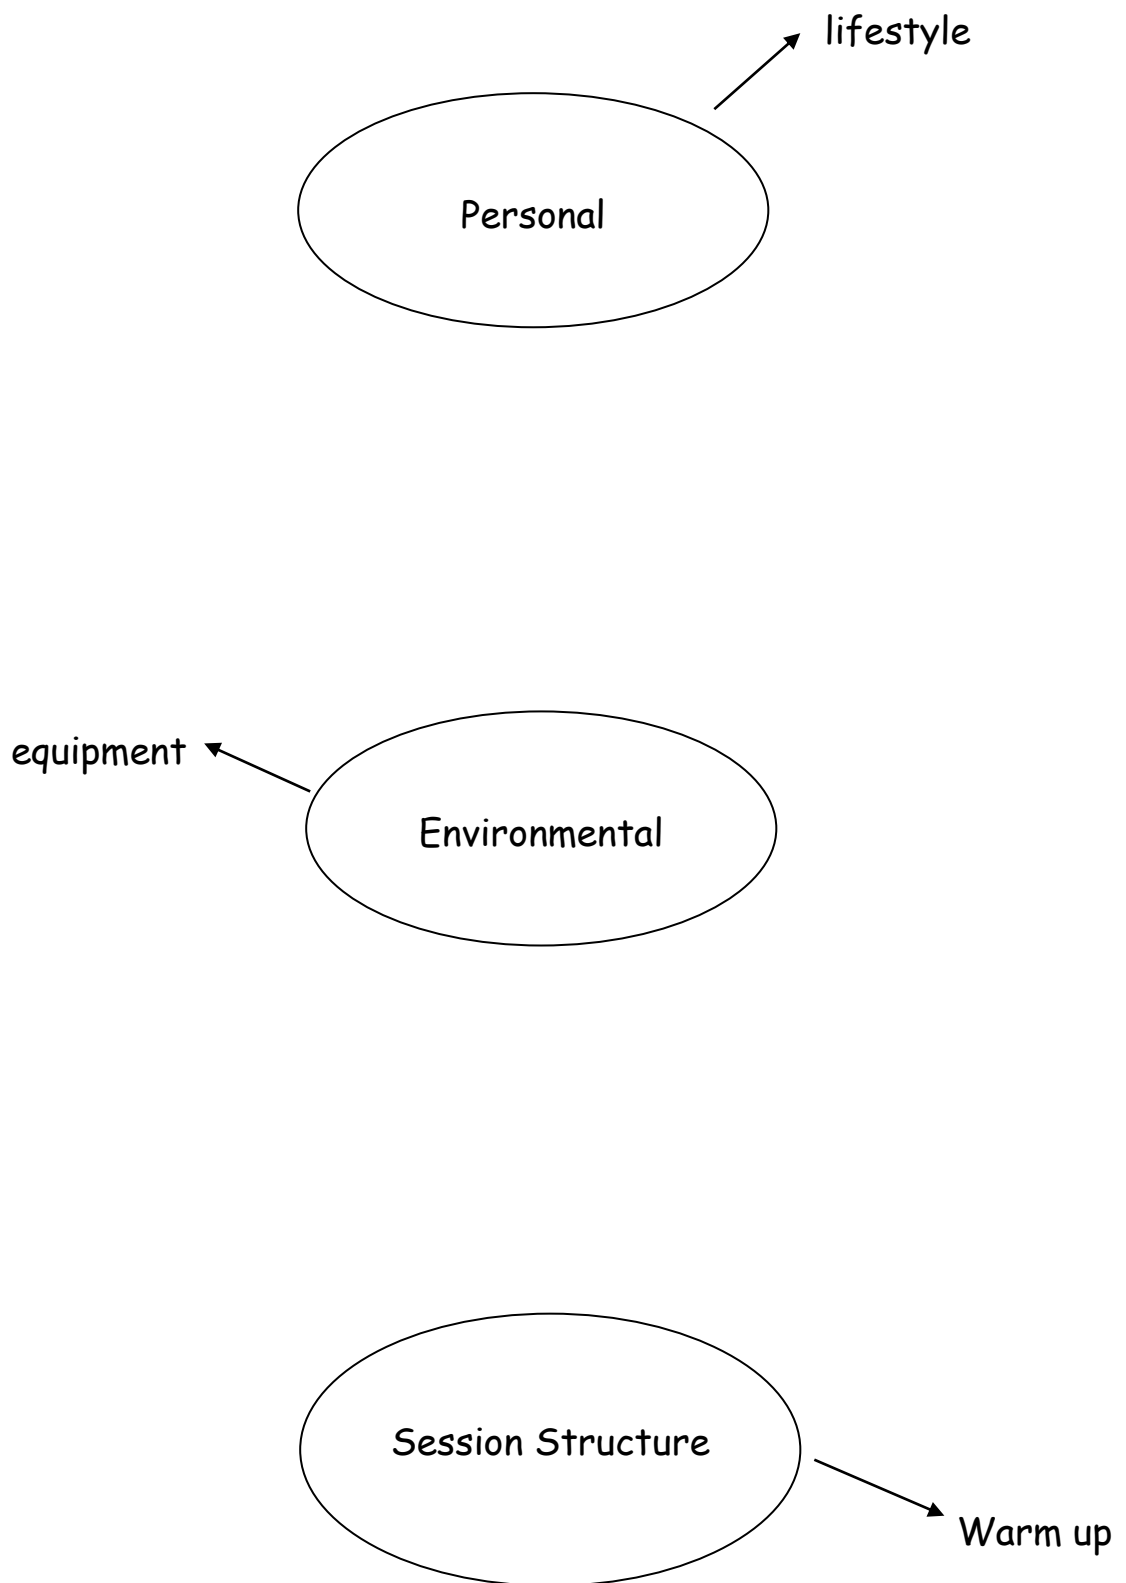 lifestyle
Personal
equipment
Environmental
Session Structure
Warm up